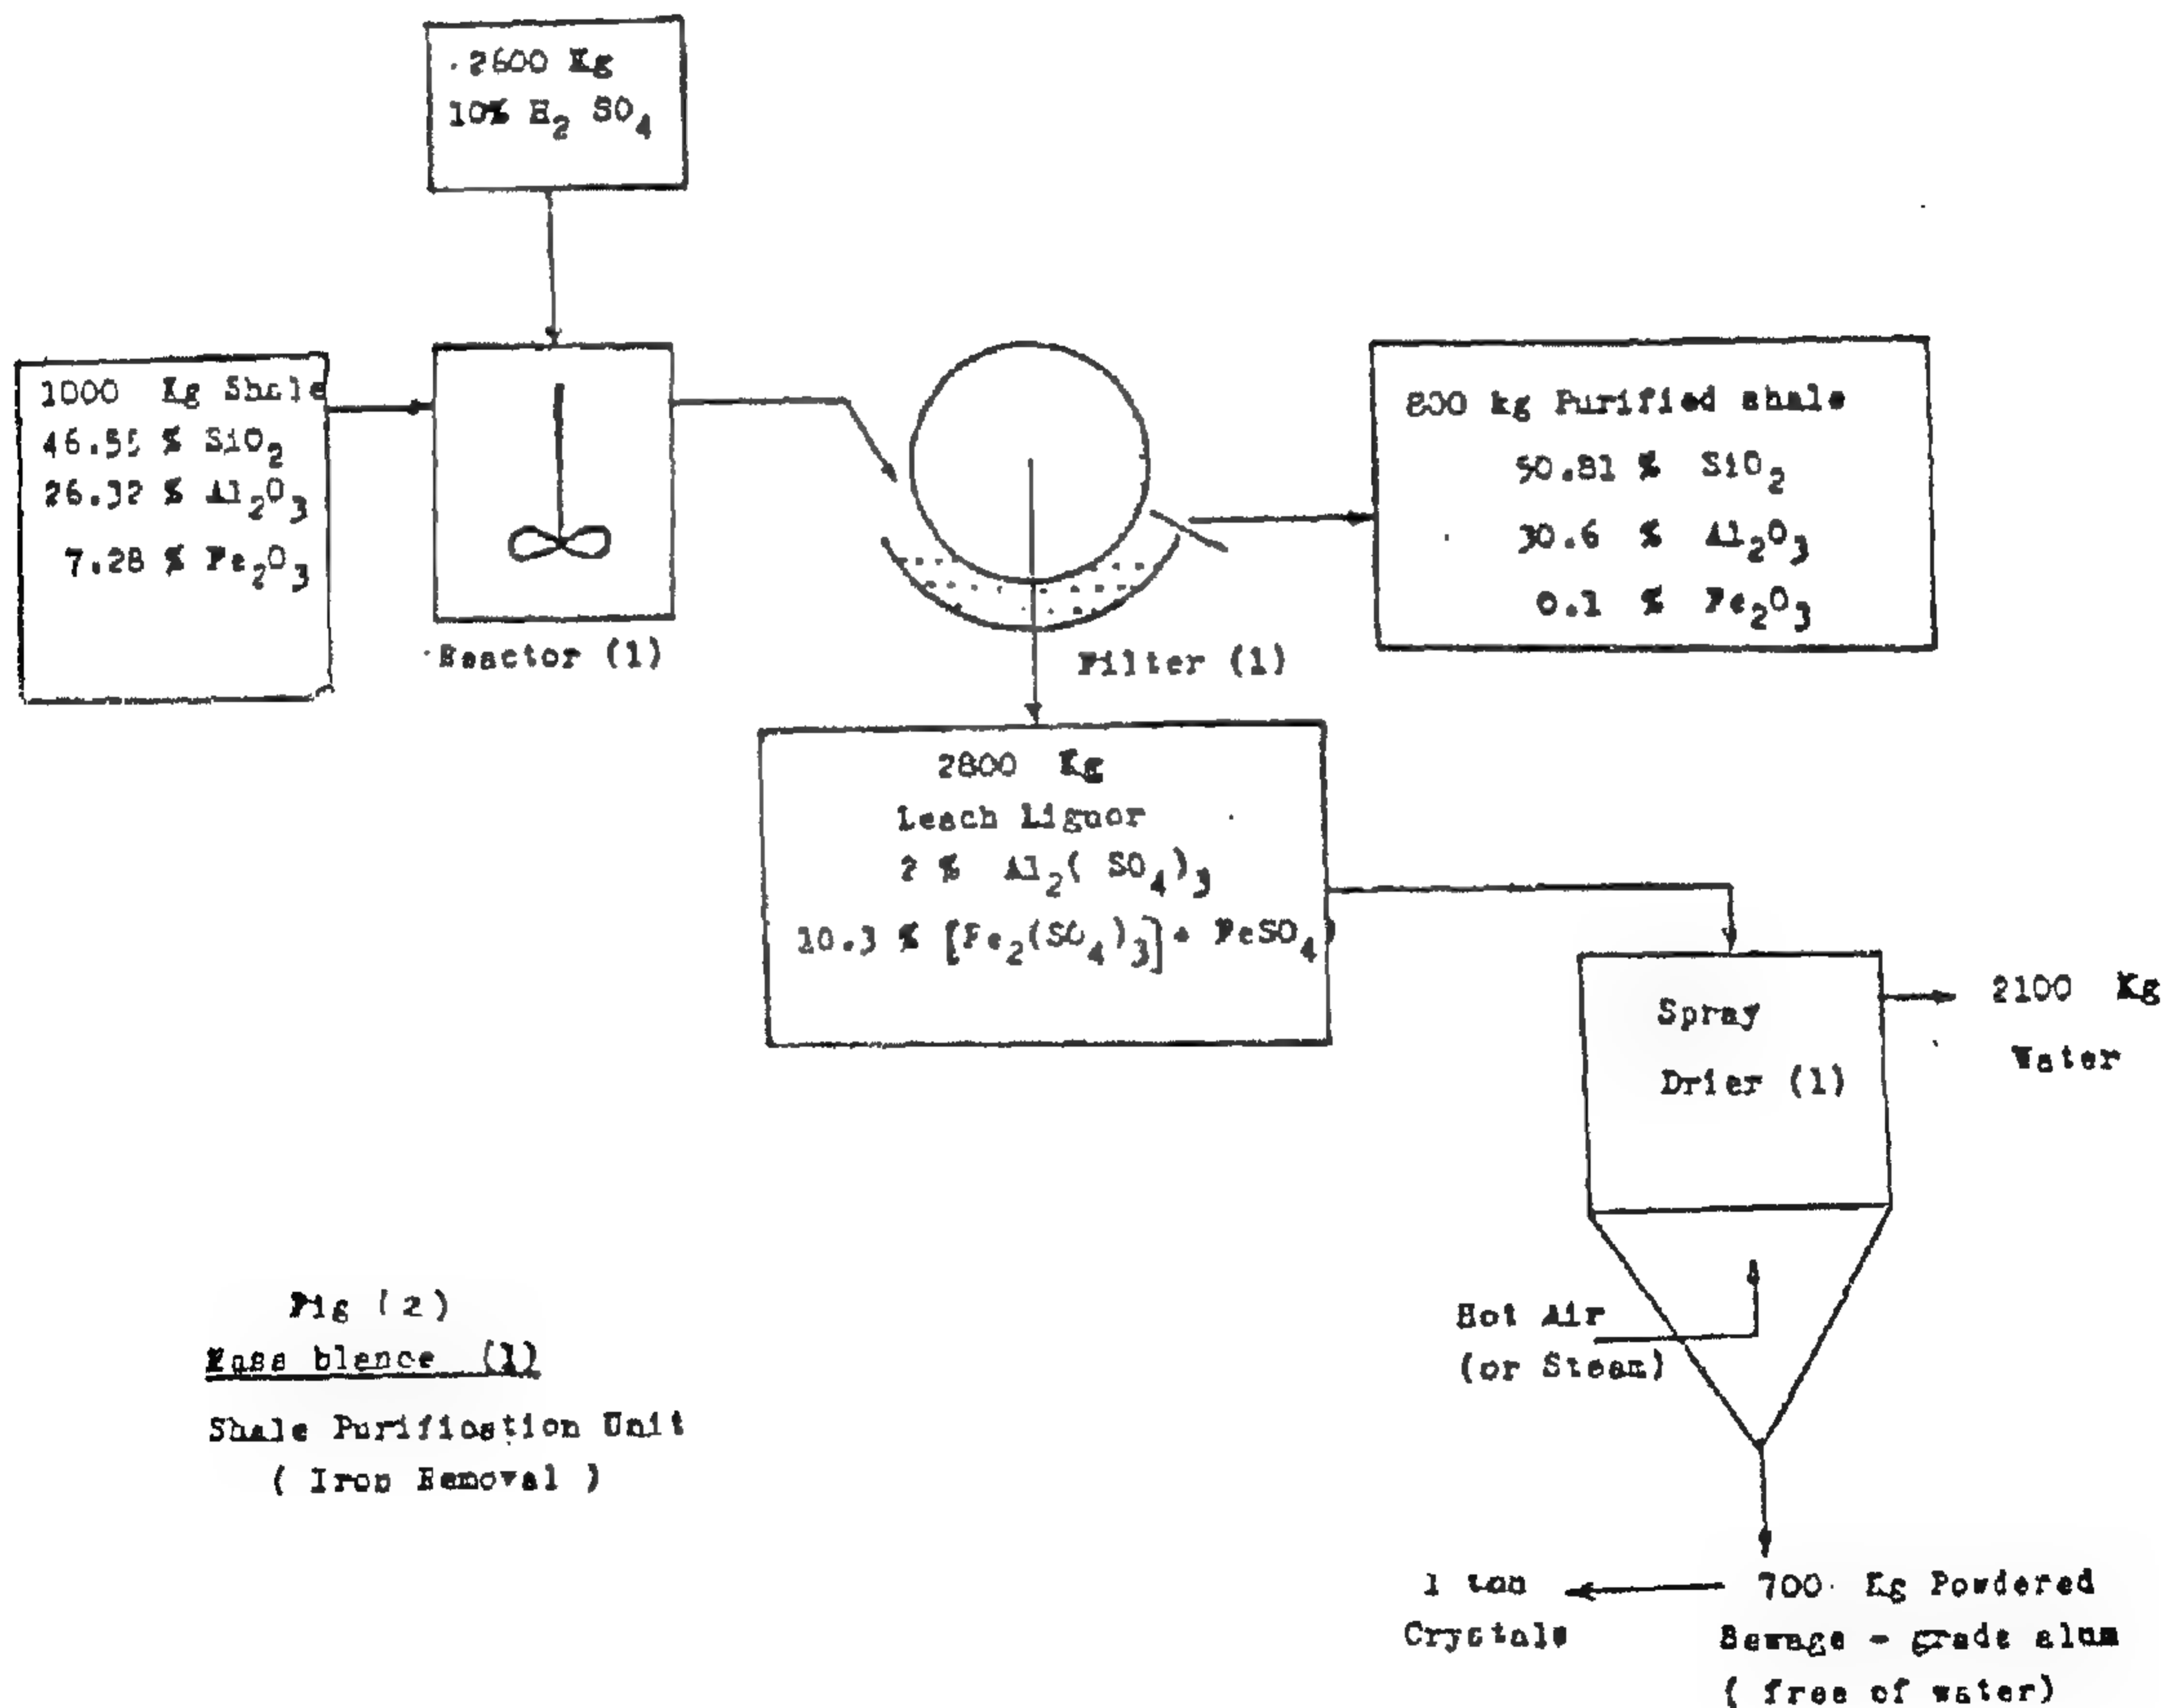 2600 Kg
10% H2 SO4
1000 Kg Shale
46.55 % SiO2
26.32 % Al2O3
7.28 % Fe2O3
Reactor (1)
Filter (1)
800 kg Purified shale
50.81 % SiO2
30.6 % Al2O3
0.1 % Fe2O3
2800 Kg
Leach Liguor
2 % Al2( SO4)3
10.3 % [Fe2(SO4)3]+ FeSO4)
Spray
Drier (1)
2100 Kg
Water
Hot Air
(or Steam)
1 ton
Crystals
700 Kg Powdered
Sewage - grade alum
( free of water)
Fig (2)
Mass blance (1)
Shale Purification Unit
( Iron Removal )